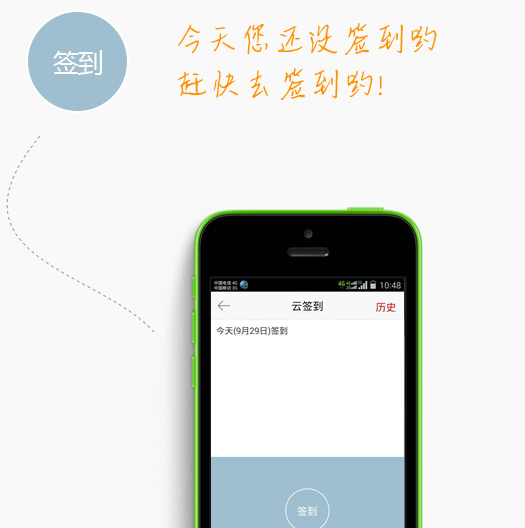 签到
今天您还没签到哟
赶快去签到哟!
中国电信 4G
中国移动 2G
4G
2G
10:48
云签到
历史
今天(9月29日)签到
签到